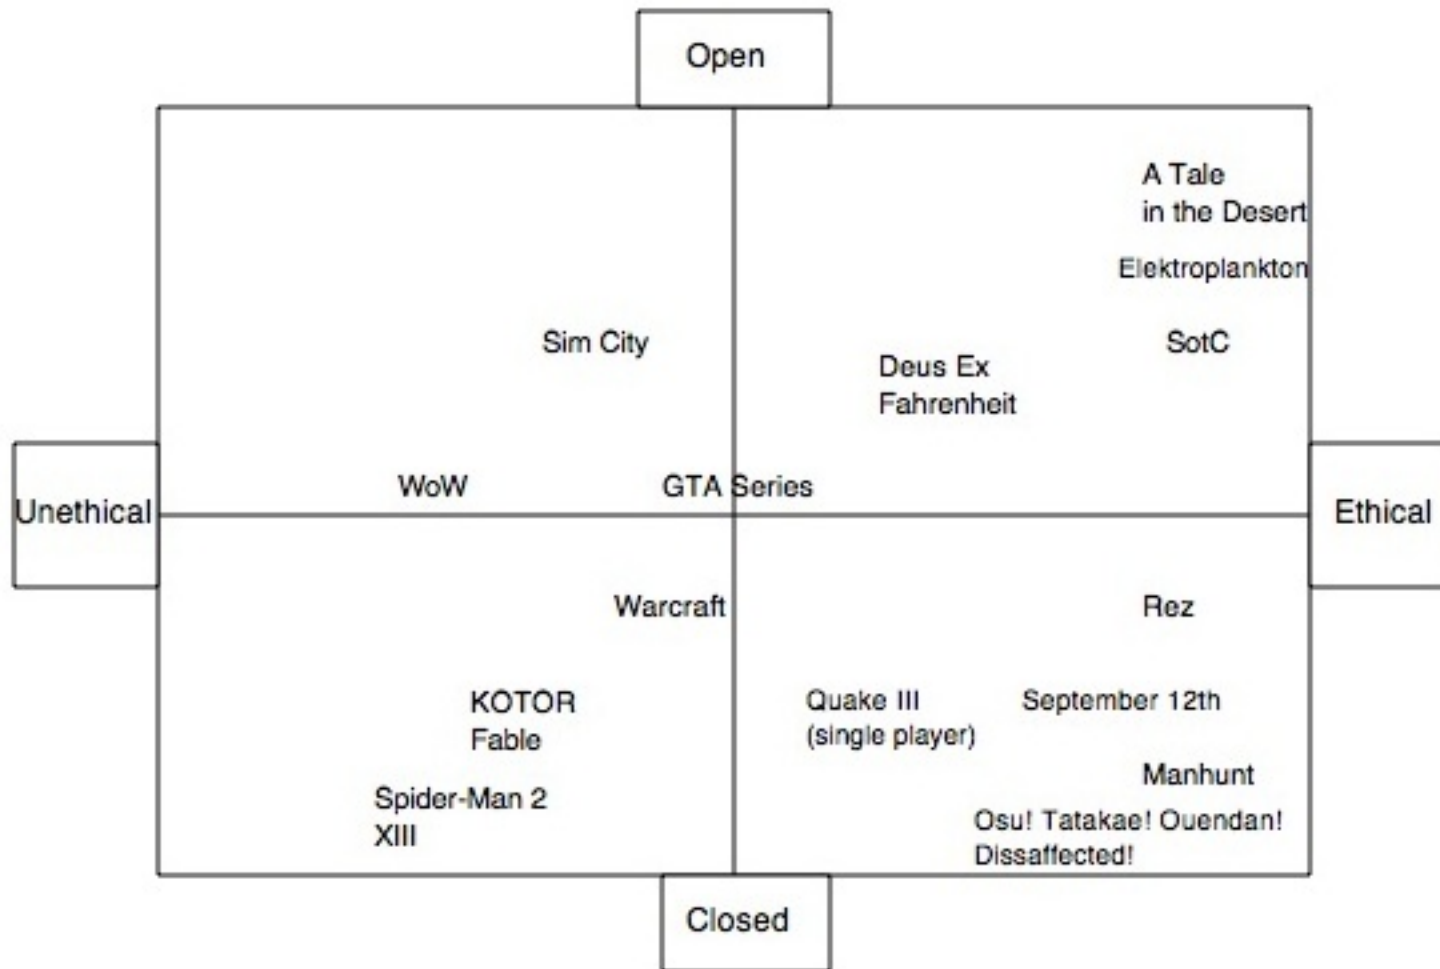 Open
A Tale
in the Desert
Elektroplankton
Sim City
SotC
Deus Ex
Fahrenheit
WoW
GTA Series
Unethical
Ethical
Warcraft
Rez
KOTOR
Fable
Quake III
(single player)
September 12th
Spider-Man 2
XIII
Manhunt
Osu! Tatakae! Ouendan!
Dissaffected!
Closed